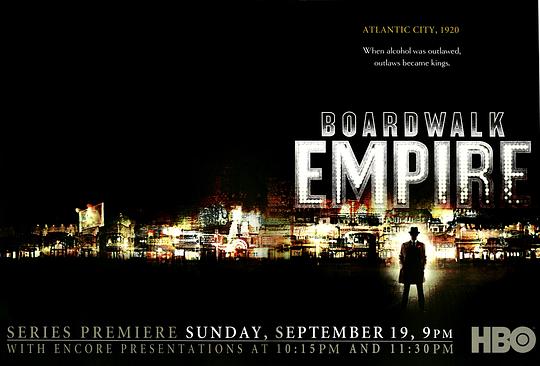 ATLANTIC CITY, 1920
When alcohol was outlawed,
outlaws became kings.
BOARDWALK
EMPIRE
SERIES PREMIERE SUNDAY, SEPTEMBER 19, 9PM
WITH ENCORE PRESENTATIONS AT 10:15PM AND 11:30PM
HBO